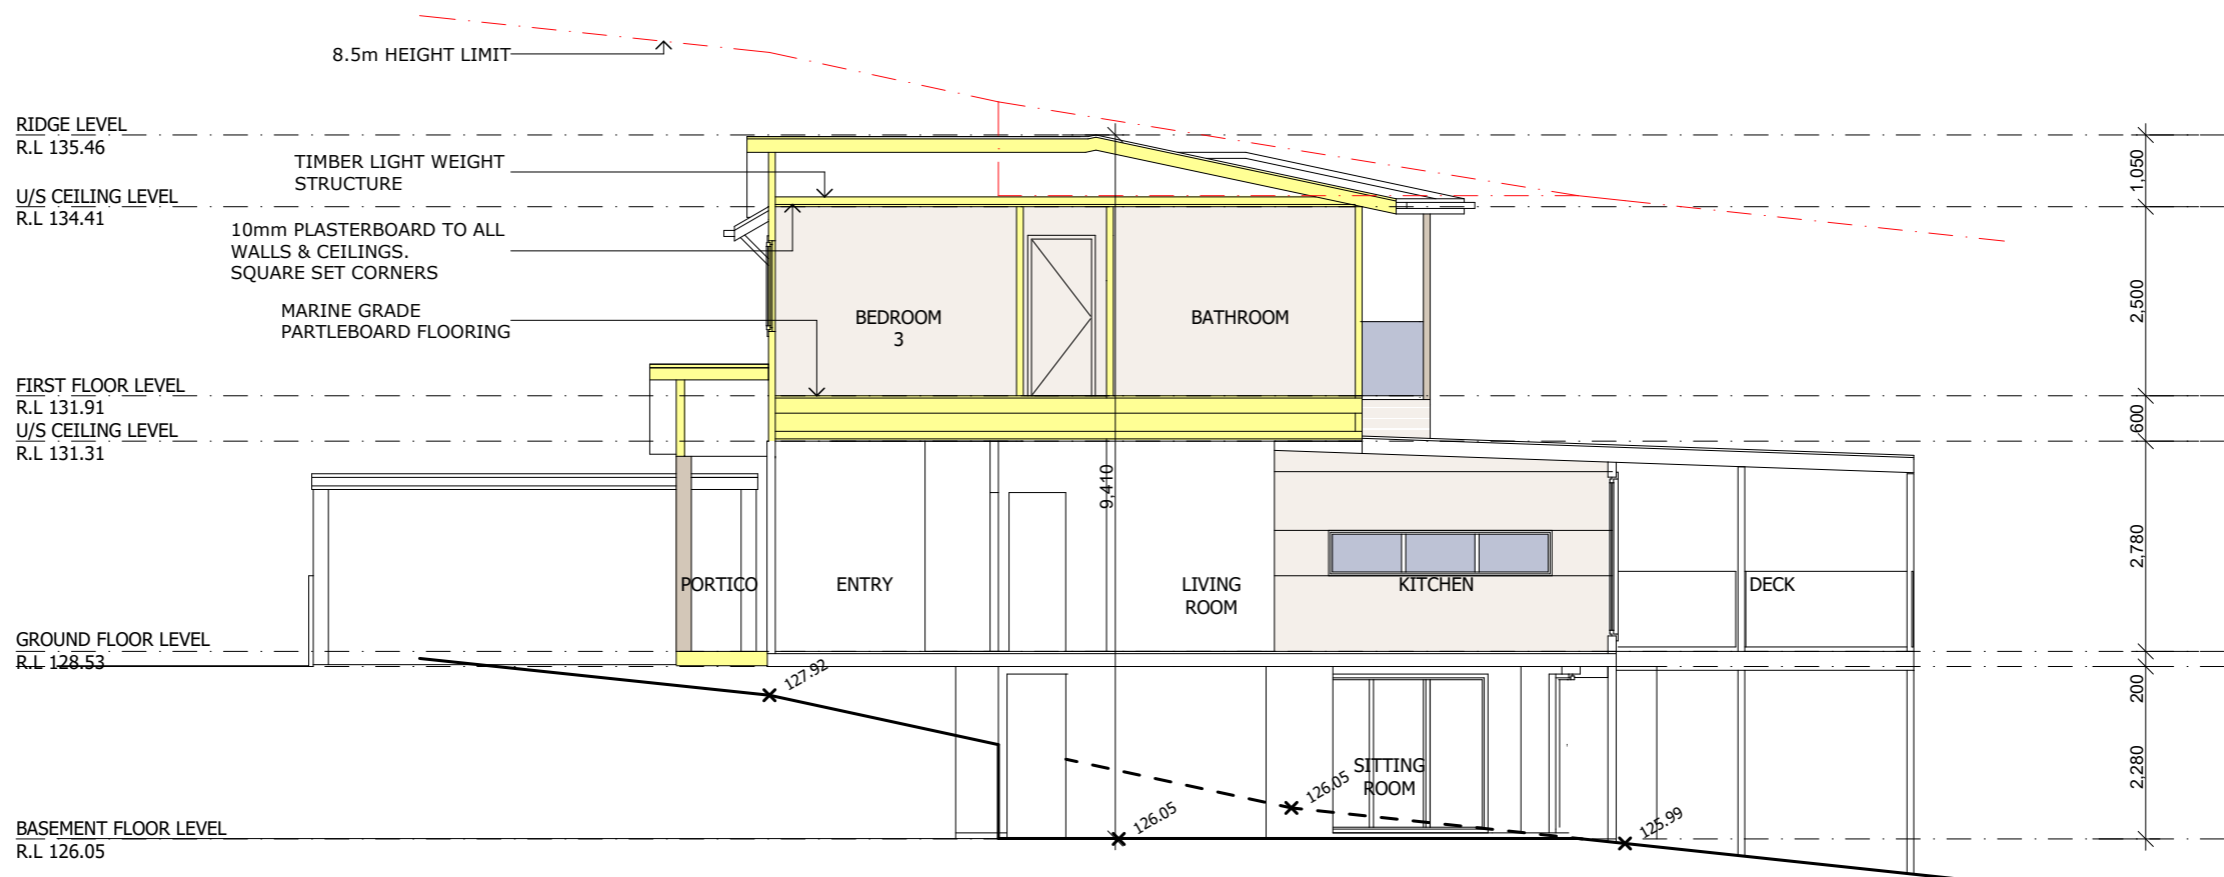 8.5m HEIGHT LIMIT
RIDGE LEVEL
R.L 135.46
TIMBER LIGHT WEIGHT
STRUCTURE
U/S CEILING LEVEL
R.L 134.41
10mm PLASTERBOARD TO ALL
WALLS & CEILINGS.
SQUARE SET CORNERS
MARINE GRADE
PARTLEBOARD FLOORING
BEDROOM
3
BATHROOM
FIRST FLOOR LEVEL
R.L 131.91
U/S CEILING LEVEL
R.L 131.31
PORTICO
ENTRY
LIVING
ROOM
KITCHEN
DECK
GROUND FLOOR LEVEL
R.L 128.53
127.92
SITTING
ROOM
126.05
126.05
125.99
BASEMENT FLOOR LEVEL
R.L 126.05
9,410
1,050
2,500
600
2,780
200
2,280